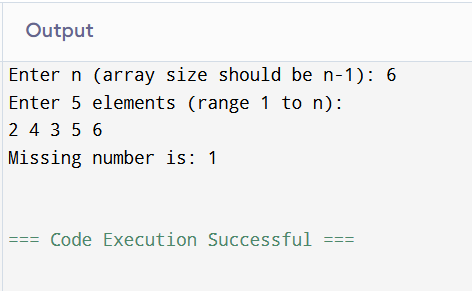 Output
Enter n (array size should be n-1): 6
Enter 5 elements (range 1 to n):
2 4 3 5 6
Missing number is: 1
=== Code Execution Successful ===